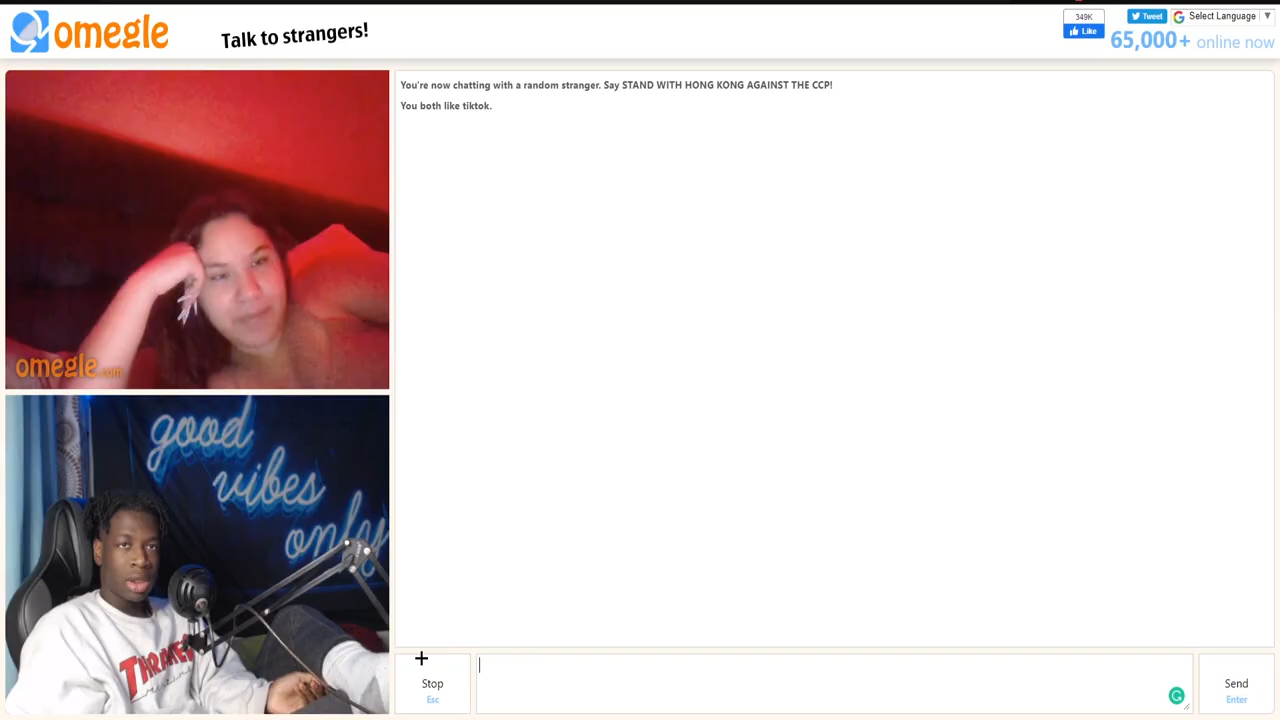 omegle
Talk to strangers!
349K
Like
Tweet
Select Language
65,000+ online now
You're now chatting with a random stranger. Say STAND WITH HONG KONG AGAINST THE CCP!
You both like tiktok.
omegle.com
good
vibes
only
THRASHER
Stop
Esc
Send
Enter